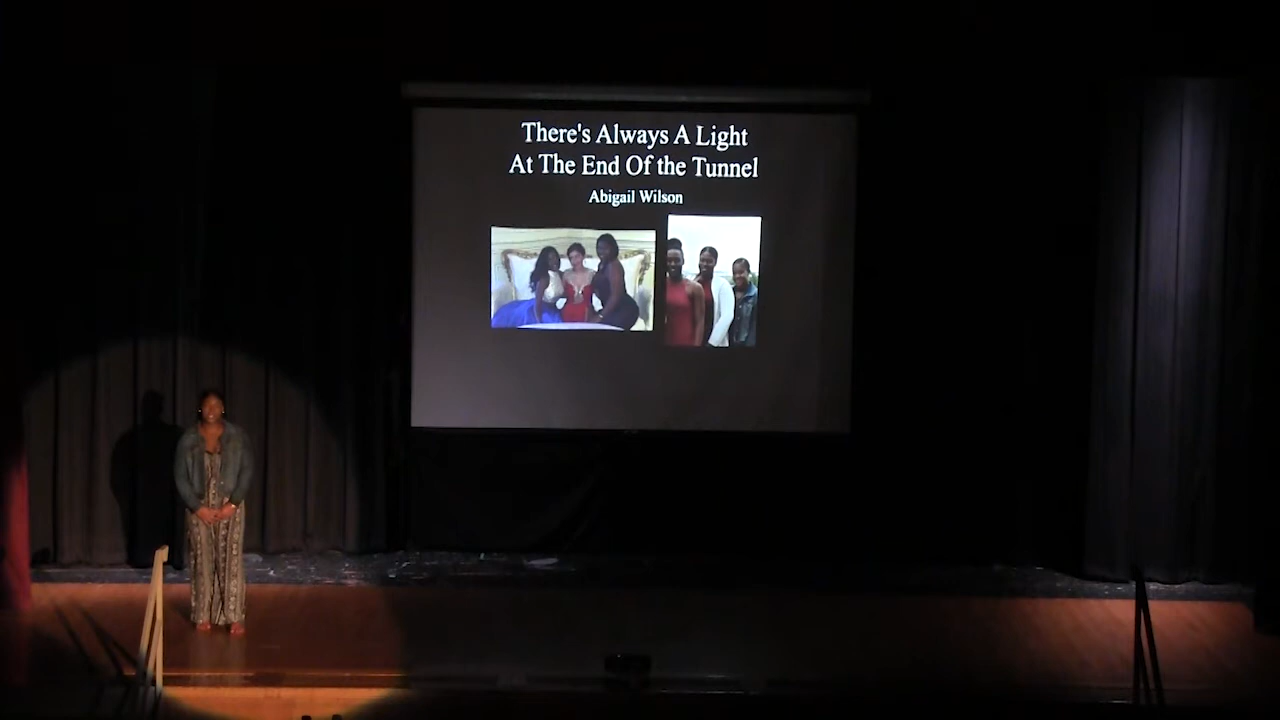 There's Always A Light
At The End Of the Tunnel
Abigail Wilson